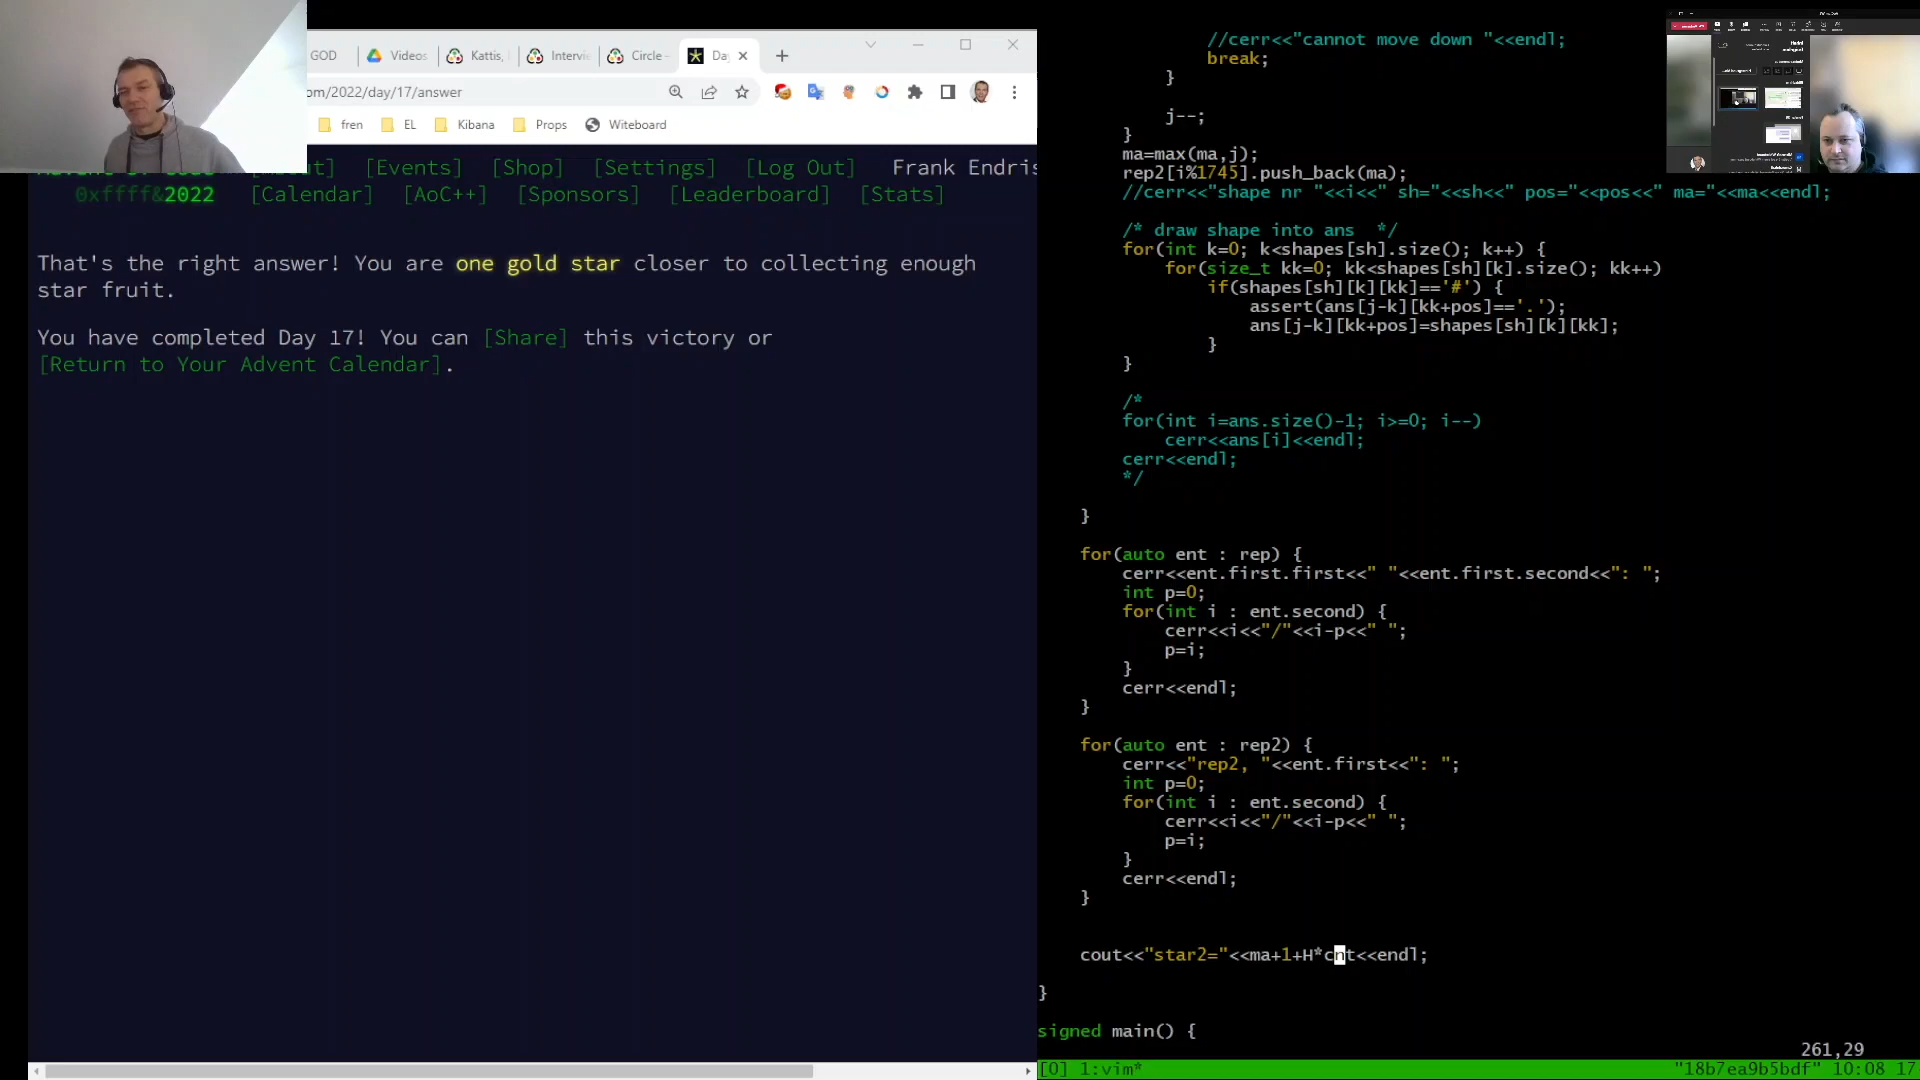 GOD
Videos
Kattis,
Intervi
Circle -
Da
om/2022/day/17/answer
fren
EL
Kibana
Props
Witeboard
[Events] [Shop] [Settings] [Log Out] Frank Endris
0xffff&2022 [Calendar] [AoC++] [Sponsors] [Leaderboard] [Stats]
That's the right answer! You are one gold star closer to collecting enough
star fruit.
You have completed Day 17! You can [Share] this victory or
[Return to Your Advent Calendar].
//cerr<<"cannot move down "<<endl;
break;
}
j--;
}
ma=max(ma,j);
rep2[i%1745].push_back(ma);
//cerr<<"shape nr "<<i<<" sh="<<sh<<" pos="<<pos<<" ma="<<ma<<endl;
/* draw shape into ans  */
for(int k=0; k<shapes[sh].size(); k++) {
for(size_t kk=0; kk<shapes[sh][k].size(); kk++)
if(shapes[sh][k][kk]=='#') {
assert(ans[j-k][kk+pos]=='.');
ans[j-k][kk+pos]=shapes[sh][k][kk];
}
}
/*
for(int i=ans.size()-1; i>=0; i--)
cerr<<ans[i]<<endl;
cerr<<endl;
*/
}
for(auto ent : rep) {
cerr<<ent.first.first<<" "<<ent.first.second<<": ";
int p=0;
for(int i : ent.second) {
cerr<<i<<"/"<<i-p<<" ";
p=i;
}
cerr<<endl;
}
for(auto ent : rep2) {
cerr<<"rep2, "<<ent.first<<": ";
int p=0;
for(int i : ent.second) {
cerr<<i<<"/"<<i-p<<" ";
p=i;
}
cerr<<endl;
}
cout<<"star2="<<ma+1+H*cnt<<endl;
}
signed main() {
261,29
[0] 1:vim* "18b7ea9b5bdf" 10:08 17